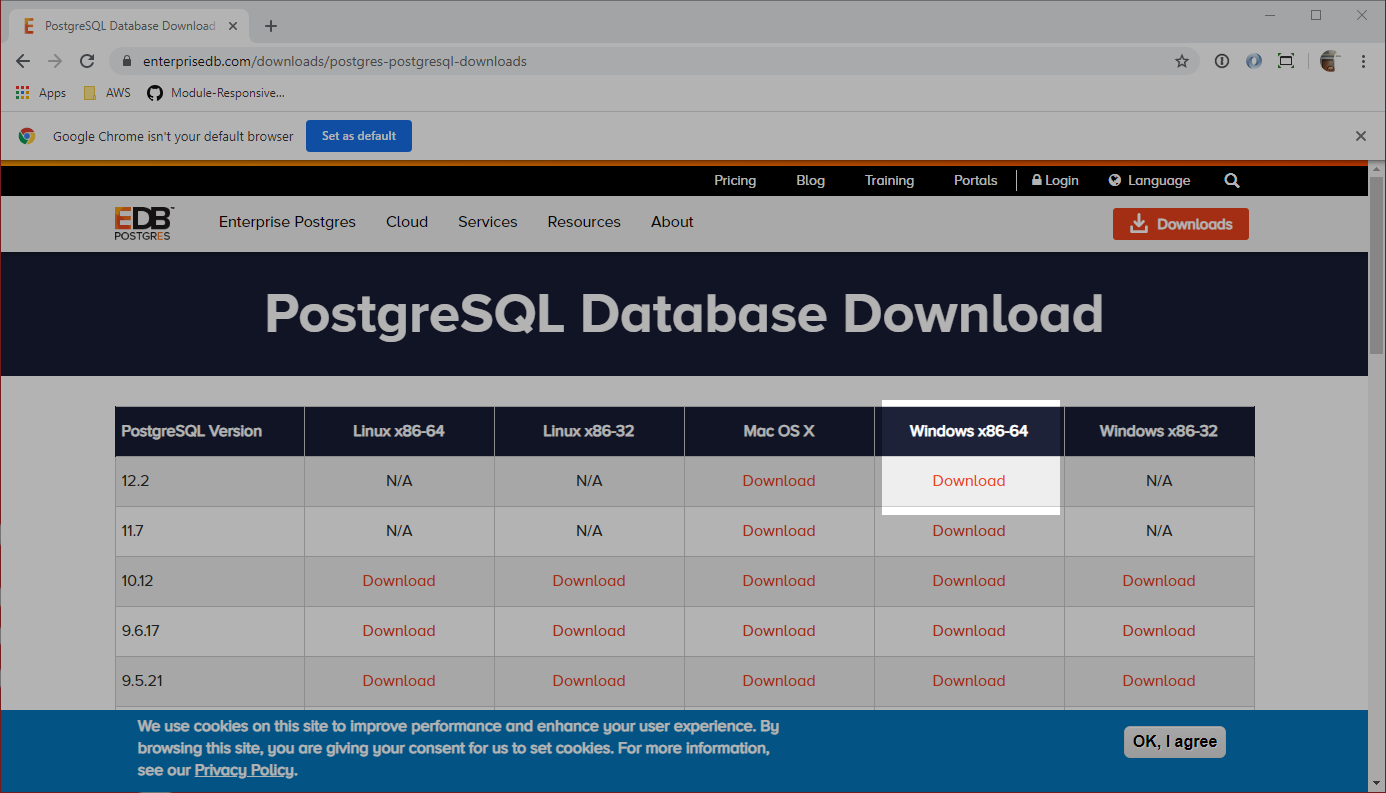 PostgreSQL Database Download
enterprisedb.com/downloads/postgres-postgresql-downloads
Apps AWS Module-Responsive...
Google Chrome isn't your default browser Set as default
Pricing Blog Training Portals Login Language
EDB™
POSTGRES
Enterprise Postgres Cloud Services Resources About Downloads
PostgreSQL Database Download
PostgreSQL Version Linux x86-64 Linux x86-32 Mac OS X Windows x86-64 Windows x86-32
12.2 N/A N/A Download Download N/A
11.7 N/A N/A Download Download N/A
10.12 Download Download Download Download Download
9.6.17 Download Download Download Download Download
9.5.21 Download Download Download Download Download
We use cookies on this site to improve performance and enhance your user experience. By
browsing this site, you are giving your consent for us to set cookies. For more information,
see our Privacy Policy.
OK, I agree